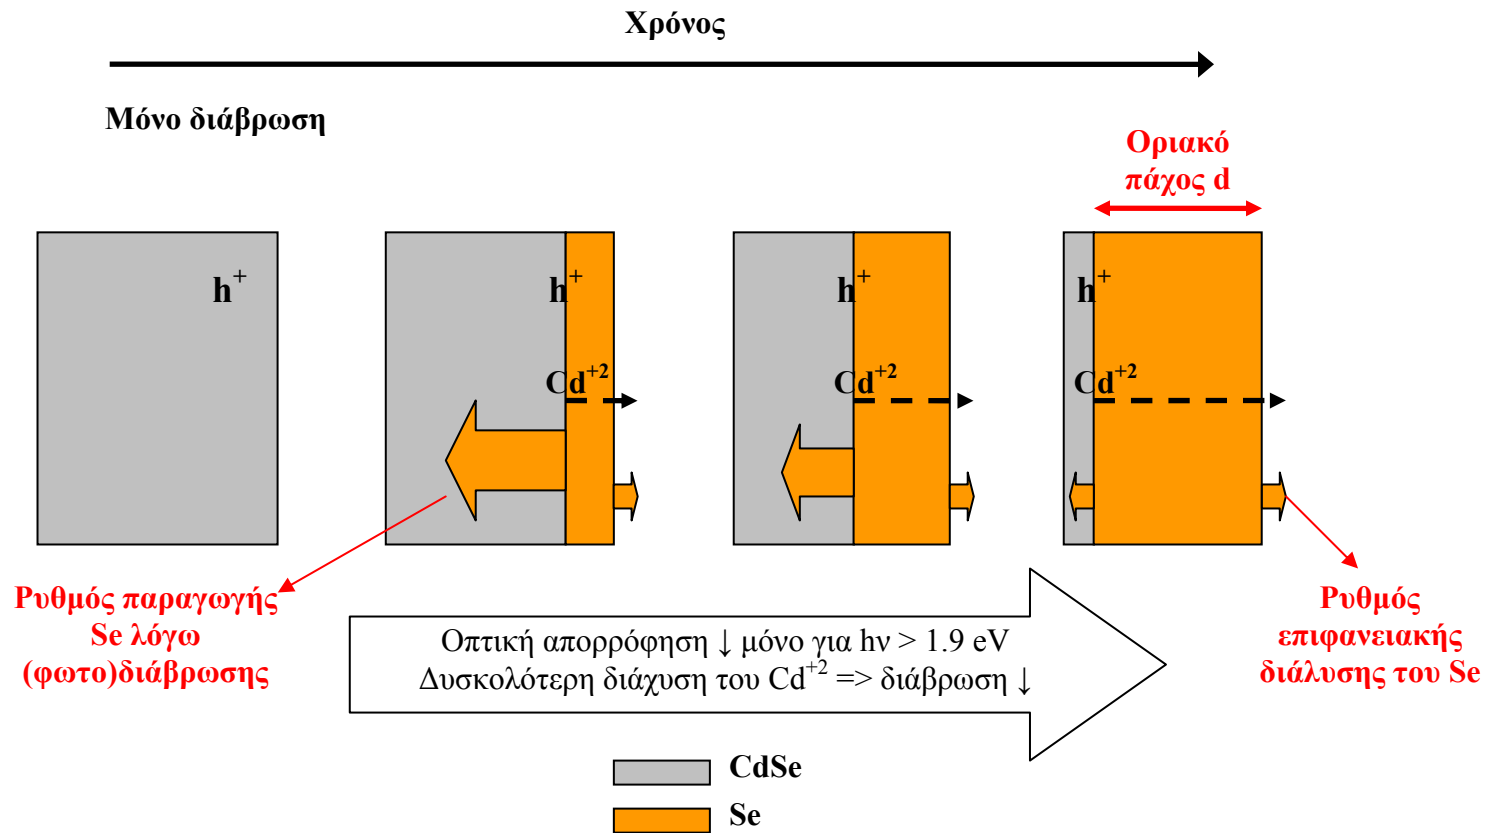 Χρόνος
Μόνο διάβρωση
Οριακό
πάχος d
h⁺
h⁺
h⁺
h⁺
Cd⁺²
Cd⁺²
Cd⁺²
Ρυθμός παραγωγής
Se λόγω
(φωτο)διάβρωσης
Οπτική απορρόφηση ↓ μόνο για hν > 1.9 eV
Δυσκολότερη διάχυση του Cd⁺² => διάβρωση ↓
Ρυθμός
επιφανειακής
διάλυσης του Se
CdSe
Se